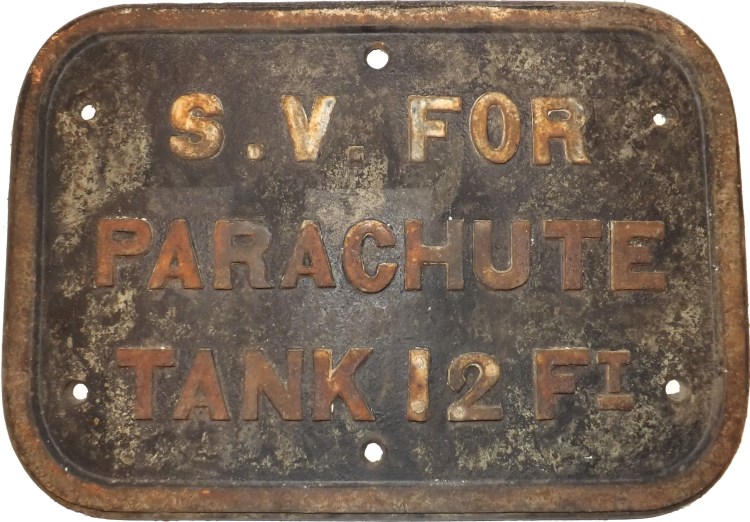 S.V. FOR
PARACHUTE
TANK 12 FT